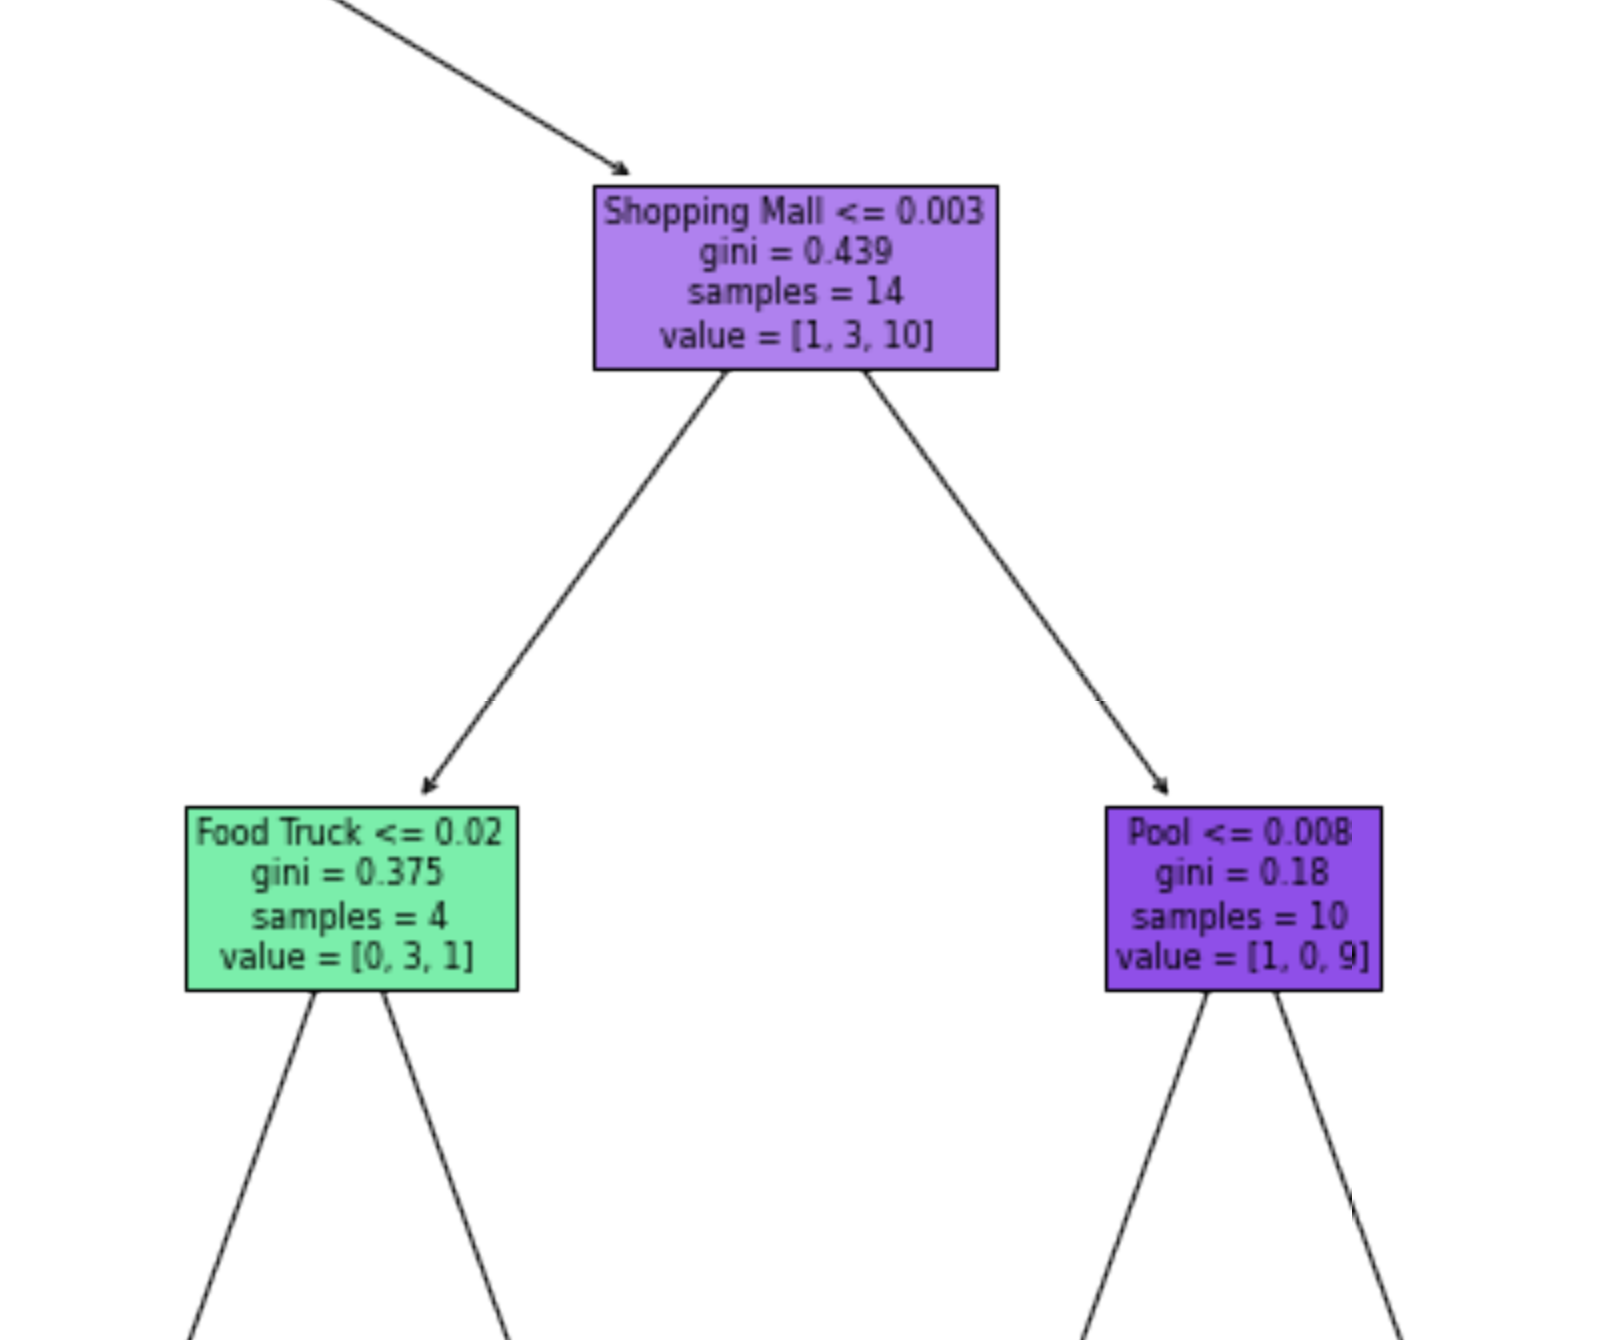 Shopping Mall <= 0.003
gini = 0.439
samples = 14
value = [1, 3, 10]
Food Truck <= 0.02
gini = 0.375
samples = 4
value = [0, 3, 1]
Pool <= 0.008
gini = 0.18
samples = 10
value = [1, 0, 9]